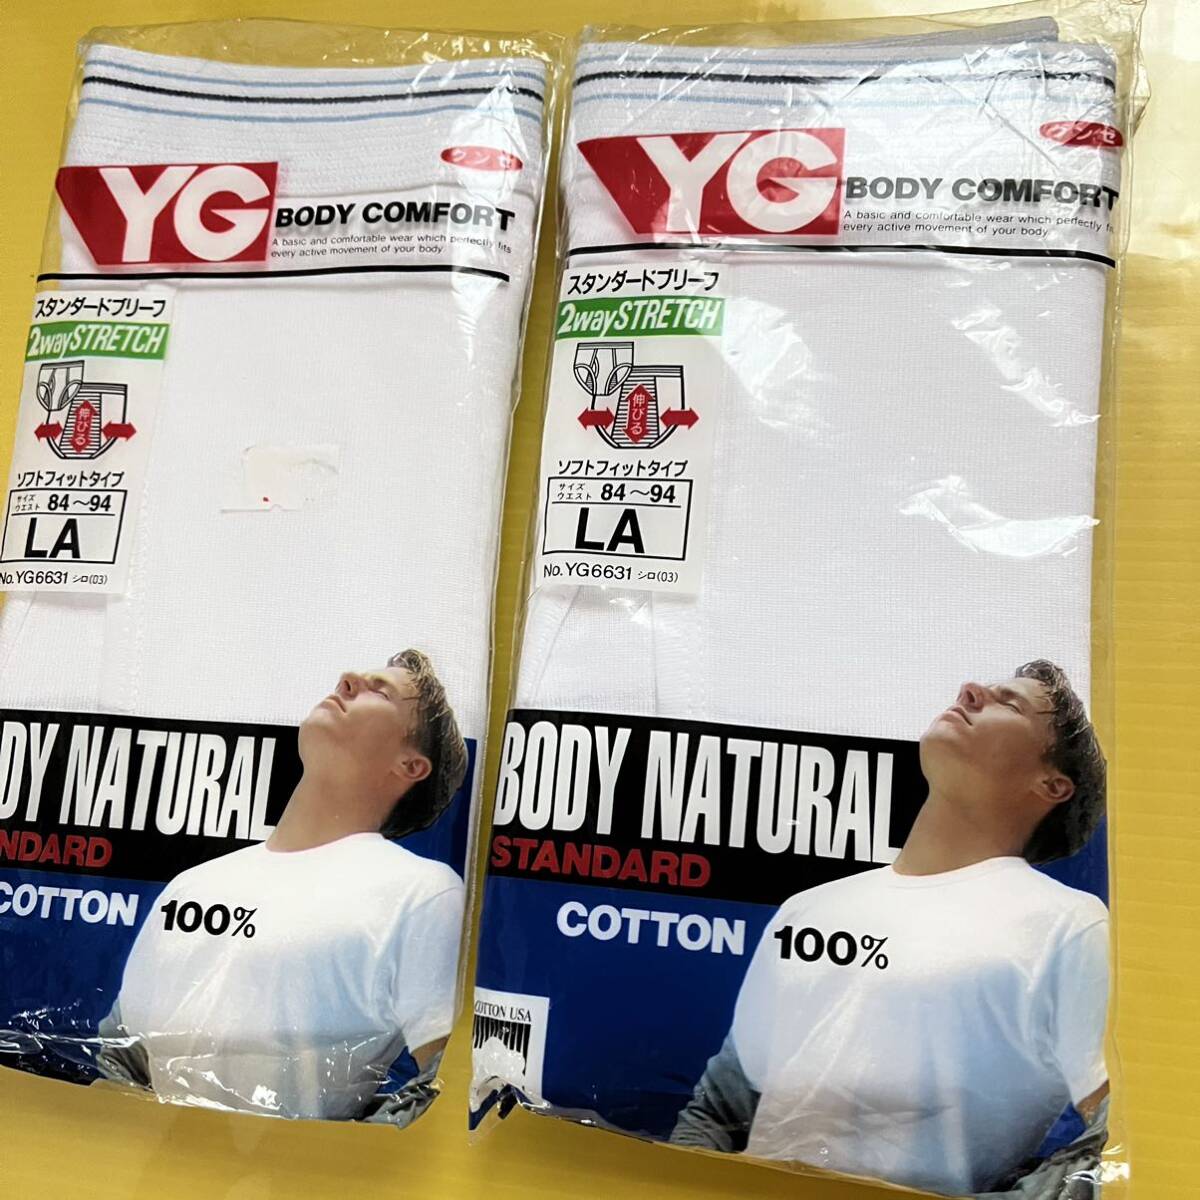 YG
グンゼ
BODY COMFORT
A basic and comfortable wear which perfectly fits
every active movement of your body
スタンダードブリーフ
2way STRETCH
伸びる
ソフトフィットタイプ
サイズ
ウエスト 84〜94
LA
No. YG6631 シロ(03)
DY NATURAL
NDARD
COTTON 100%
YG
グンゼ
BODY COMFORT
A basic and comfortable wear which perfectly fits
every active movement of your body
スタンダードブリーフ
2way STRETCH
伸びる
ソフトフィットタイプ
サイズ
ウエスト 84〜94
LA
No. YG6631 シロ(03)
BODY NATURAL
STANDARD
COTTON 100%
COTTON USA